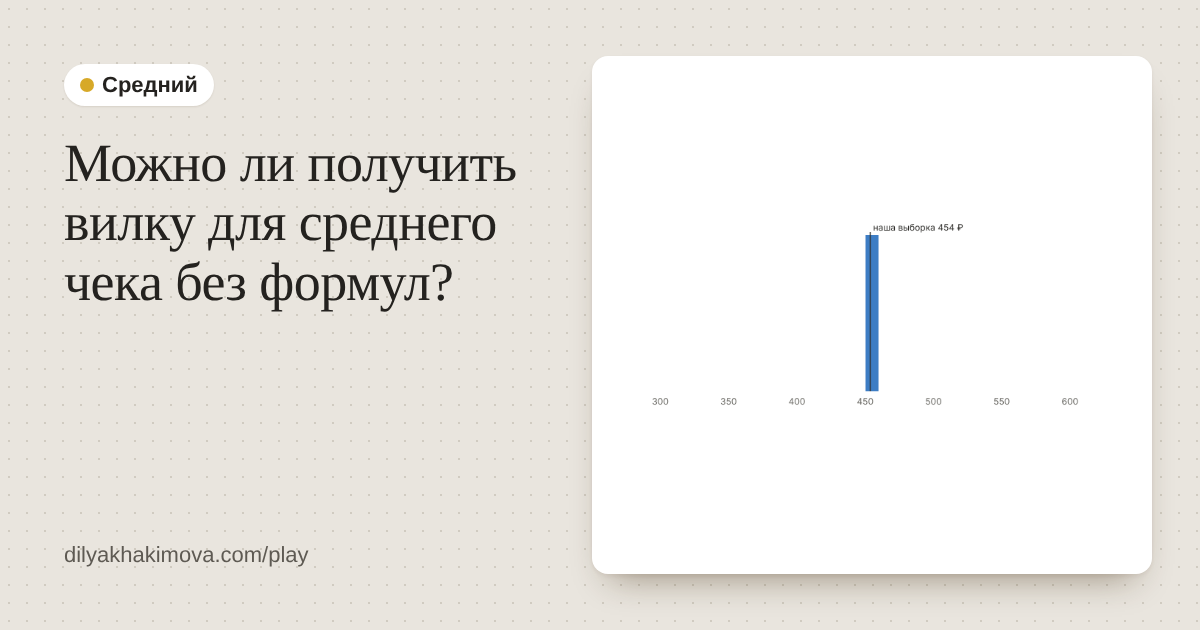 Средний
Можно ли получить
вилку для среднего
чека без формул?
dilyakhakimova.com/play
наша выборка 454 ₽
300 350 400 450 500 550 600